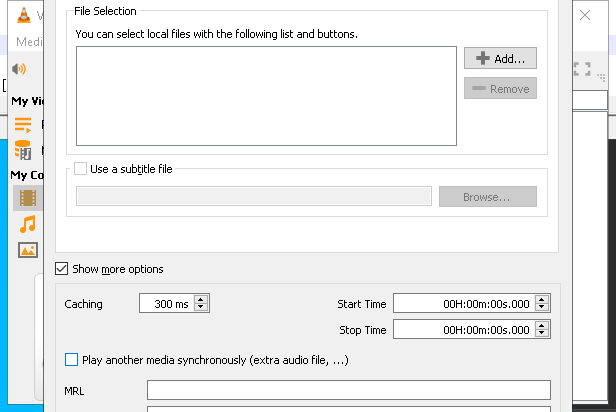 File Selection
You can select local files with the following list and buttons.
Add...
Remove
Use a subtitle file
Browse...
Show more options
Caching
300 ms
Start Time
00H:00m:00s.000
Stop Time
00H:00m:00s.000
Play another media synchronously (extra audio file, ...)
MRL
Medi
My Vi
My Co